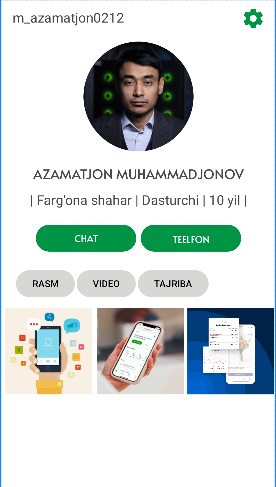 m_azamatjon0212
AZAMATJON MUHAMMADJONOV
| Farg'ona shahar | Dasturchi | 10 yil |
CHAT
TEELFON
RASM
VIDEO
TAJRIBA